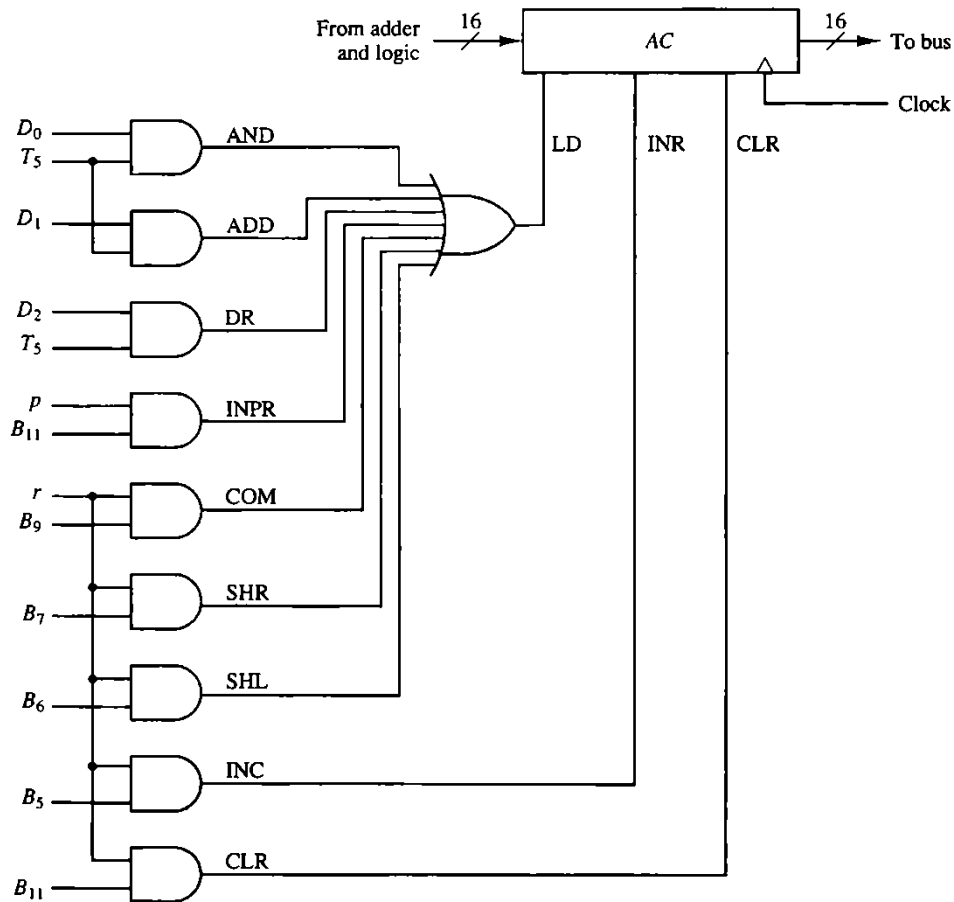 From adder
and logic
16
AC
16
To bus
Clock
LD
INR
CLR
D₀
T₅
AND
D₁
ADD
D₂
T₅
DR
p
B₁₁
INPR
r
B₉
COM
B₇
SHR
B₆
SHL
B₅
INC
B₁₁
CLR